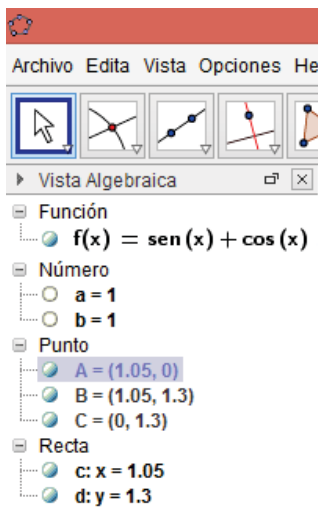 Archivo Edita Vista Opciones He
Vista Algebraica
Función
f(x) = sen (x) + cos (x)
Número
a = 1
b = 1
Punto
A = (1.05, 0)
B = (1.05, 1.3)
C = (0, 1.3)
Recta
c: x = 1.05
d: y = 1.3